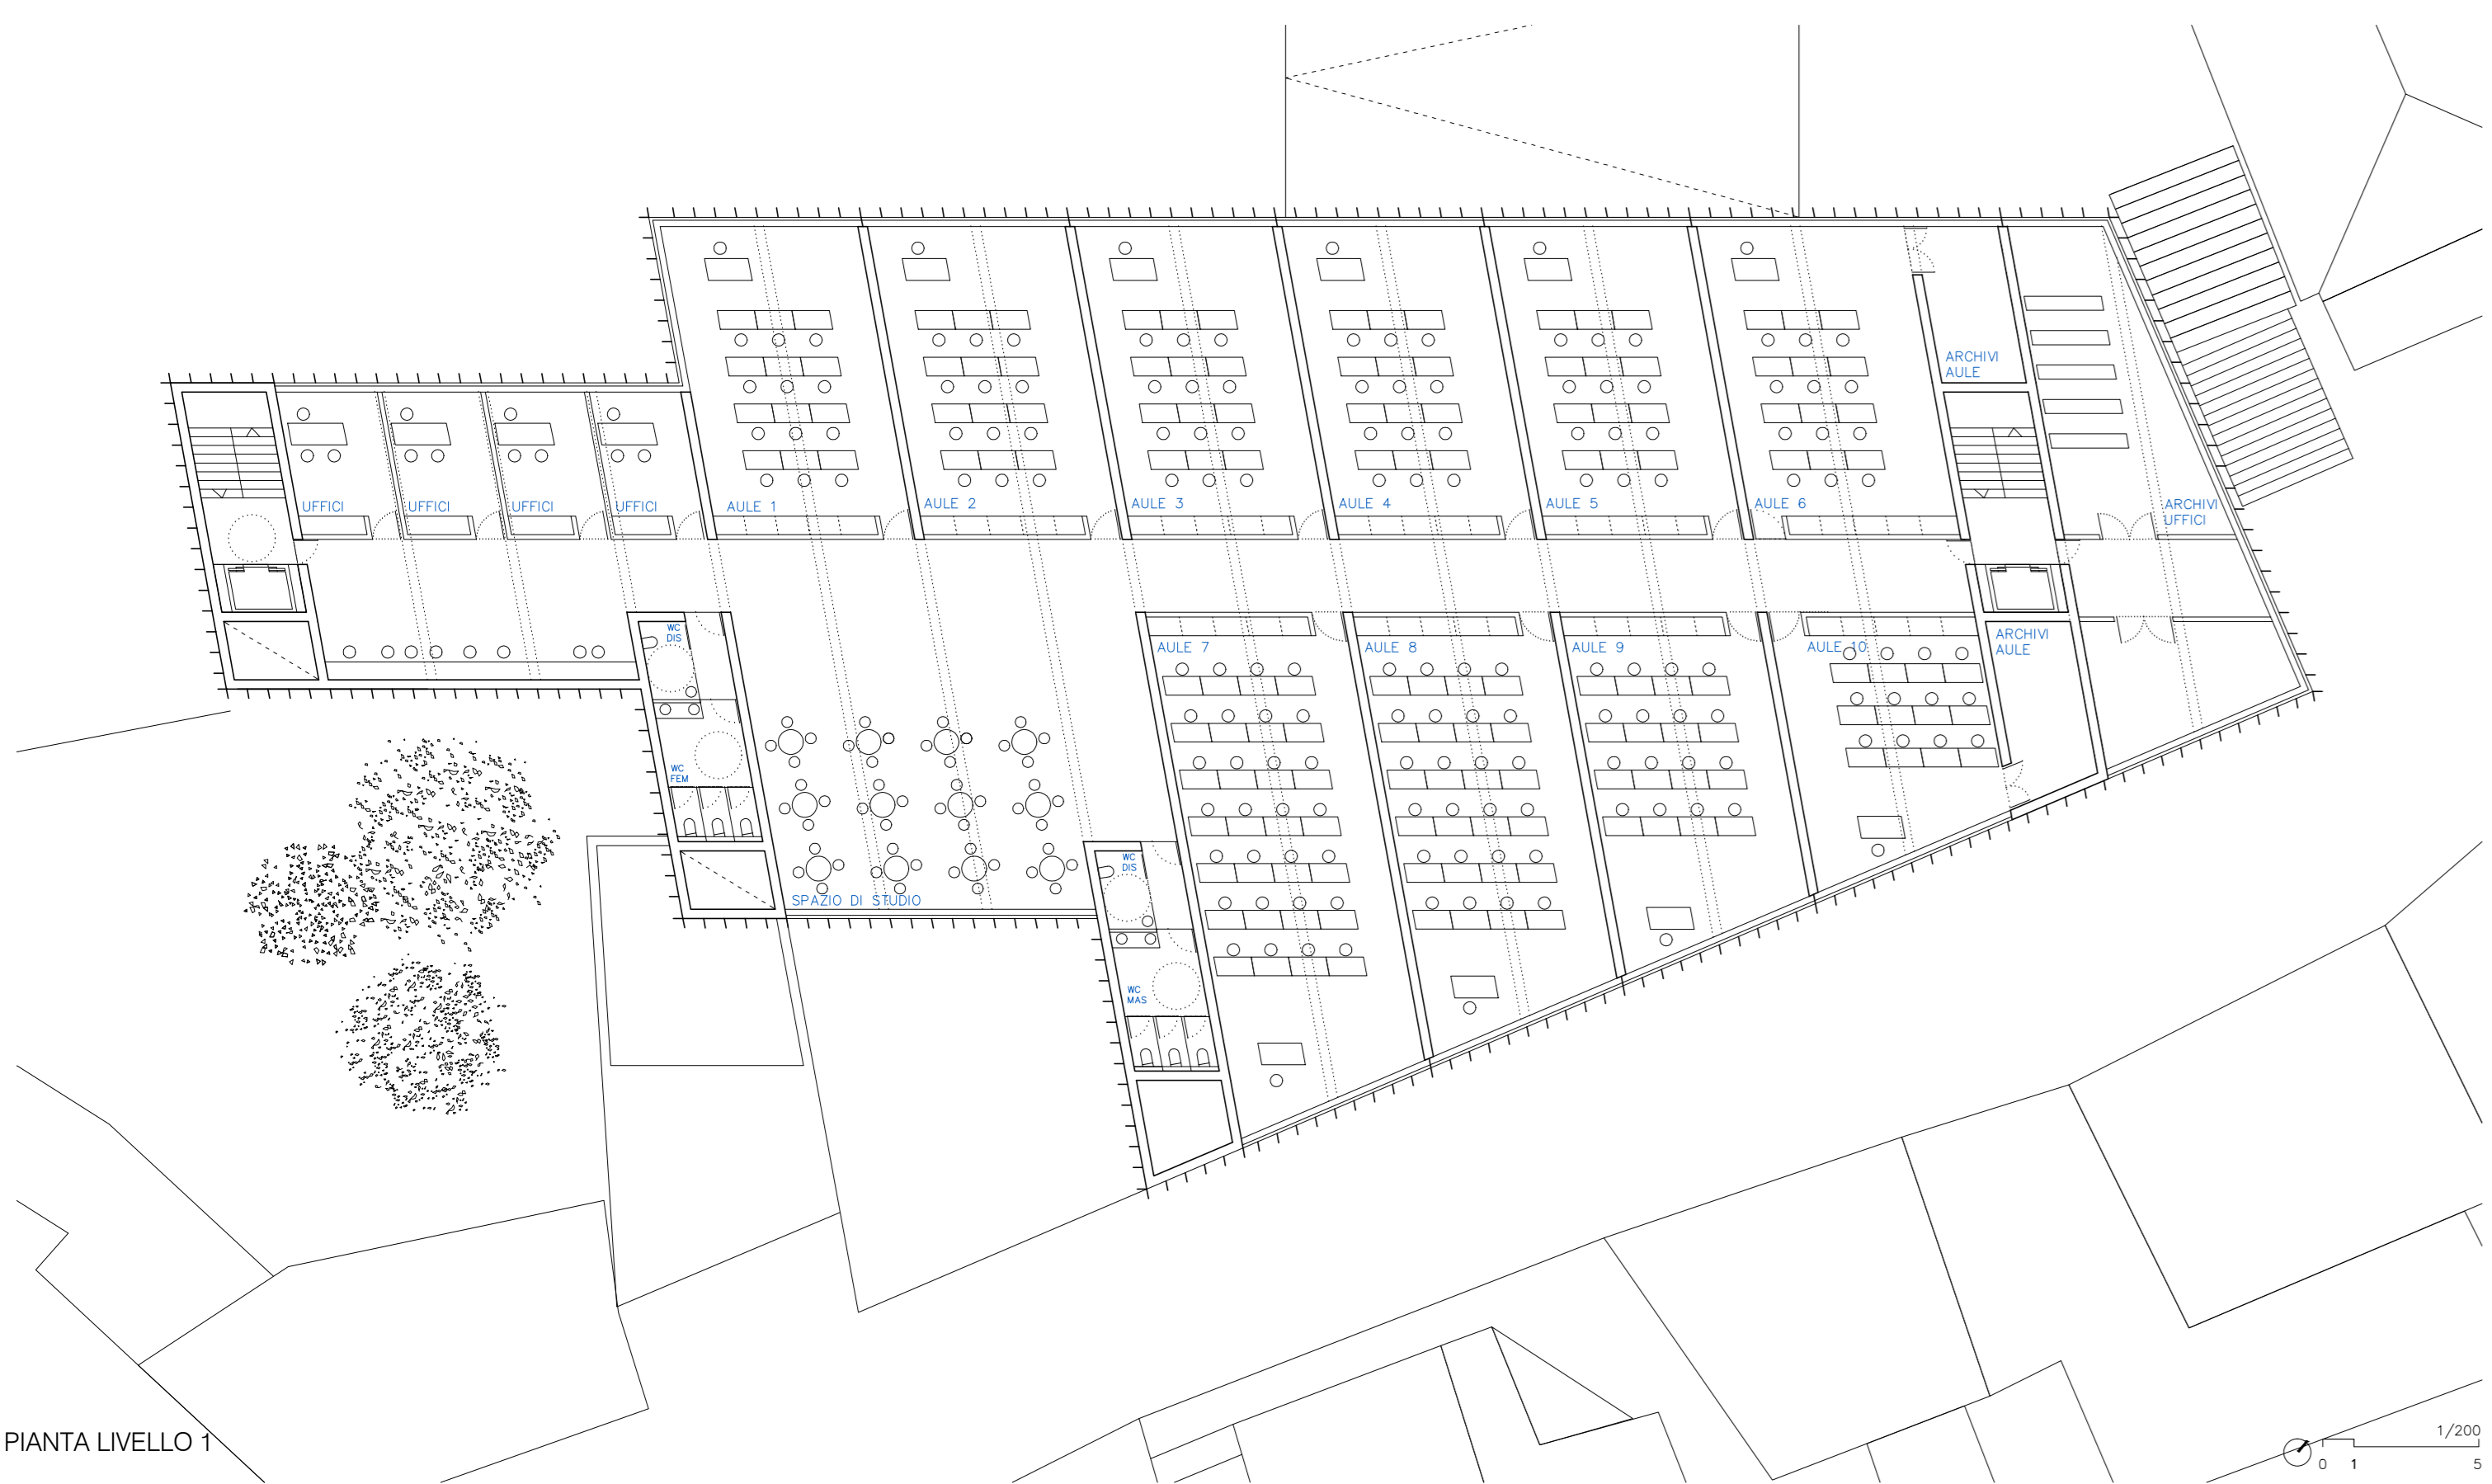 ARCHIVI
AULE
UFFICI
UFFICI
UFFICI
UFFICI
AULE 1
AULE 2
AULE 3
AULE 4
AULE 5
AULE 6
ARCHIVI
UFFICI
WC
DIS
AULE 7
AULE 8
AULE 9
AULE 10
ARCHIVI
AULE
WC
FEM
WC
DIS
SPAZIO DI STUDIO
WC
MAS
PIANTA LIVELLO 1
1/200
0 1 5